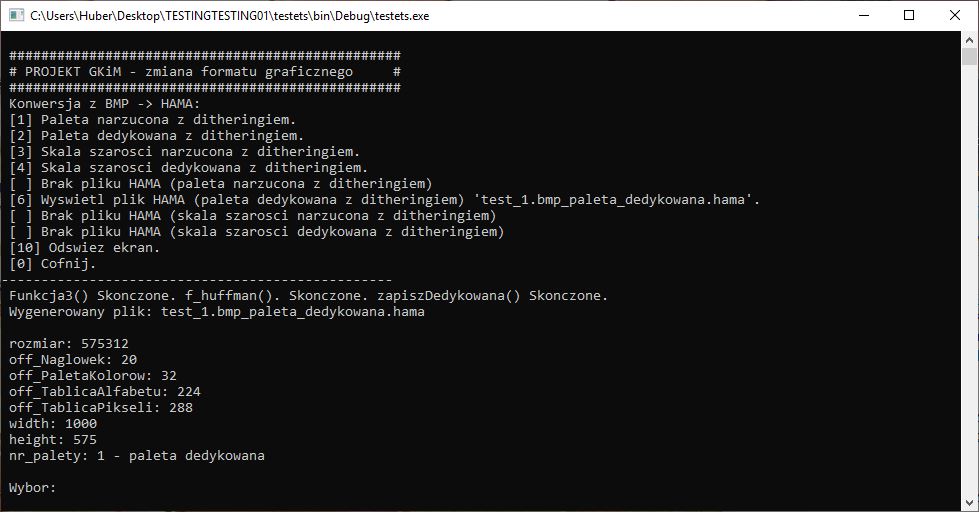 C:\Users\Huber\Desktop\TESTINGTESTING01\testets\bin\Debug\testets.exe
#################################################
# PROJEKT GKiM - zmiana formatu graficznego     #
#################################################
Konwersja z BMP -> HAMA:
[1] Paleta narzucona z ditheringiem.
[2] Paleta dedykowana z ditheringiem.
[3] Skala szarosci narzucona z ditheringiem.
[4] Skala szarosci dedykowana z ditheringiem.
[ ] Brak pliku HAMA (paleta narzucona z ditheringiem)
[6] Wyswietl plik HAMA (paleta dedykowana z ditheringiem) 'test_1.bmp_paleta_dedykowana.hama'.
[ ] Brak pliku HAMA (skala szarosci narzucona z ditheringiem)
[ ] Brak pliku HAMA (skala szarosci dedykowana z ditheringiem)
[10] Odswiez ekran.
[0] Cofnij.
-------------------------------------------------
Funkcja3() Skonczone. f_huffman(). Skonczone. zapiszDedykowana() Skonczone.
Wygenerowany plik: test_1.bmp_paleta_dedykowana.hama
rozmiar: 575312
off_Naglowek: 20
off_PaletaKolorow: 32
off_TablicaAlfabetu: 224
off_TablicaPikseli: 288
width: 1000
height: 575
nr_palety: 1 - paleta dedykowana
Wybor: